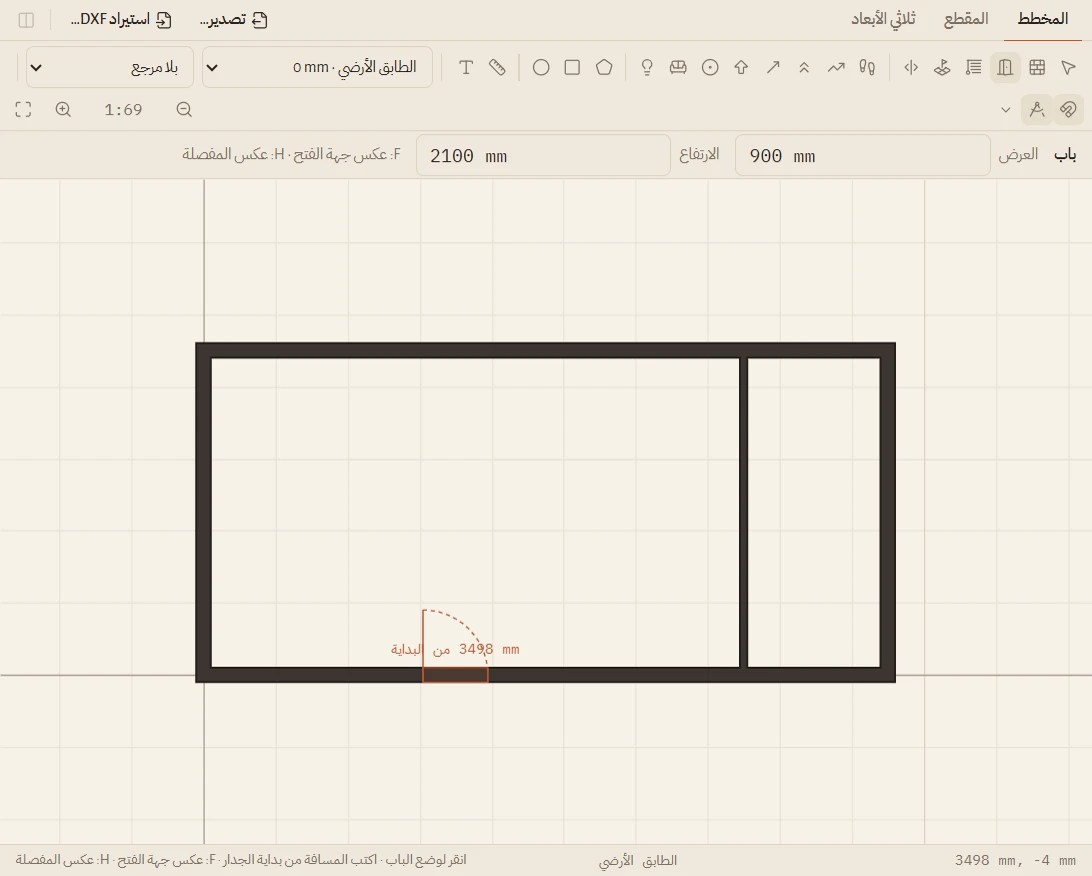 المخطط المقطع ثلاثي الأبعاد تصدير... استيراد DXF...
الطابق الأرضي · 0 mm بلا مرجع
1:69
باب العرض 900 mm الارتفاع 2100 mm F: عكس جهة الفتح · H: عكس المفصلة
3498 mm من البداية
3498 mm, -4 mm الطابق الأرضي انقر لوضع الباب · اكتب المسافة من بداية الجدار · F: عكس جهة الفتح · H: عكس المفصلة